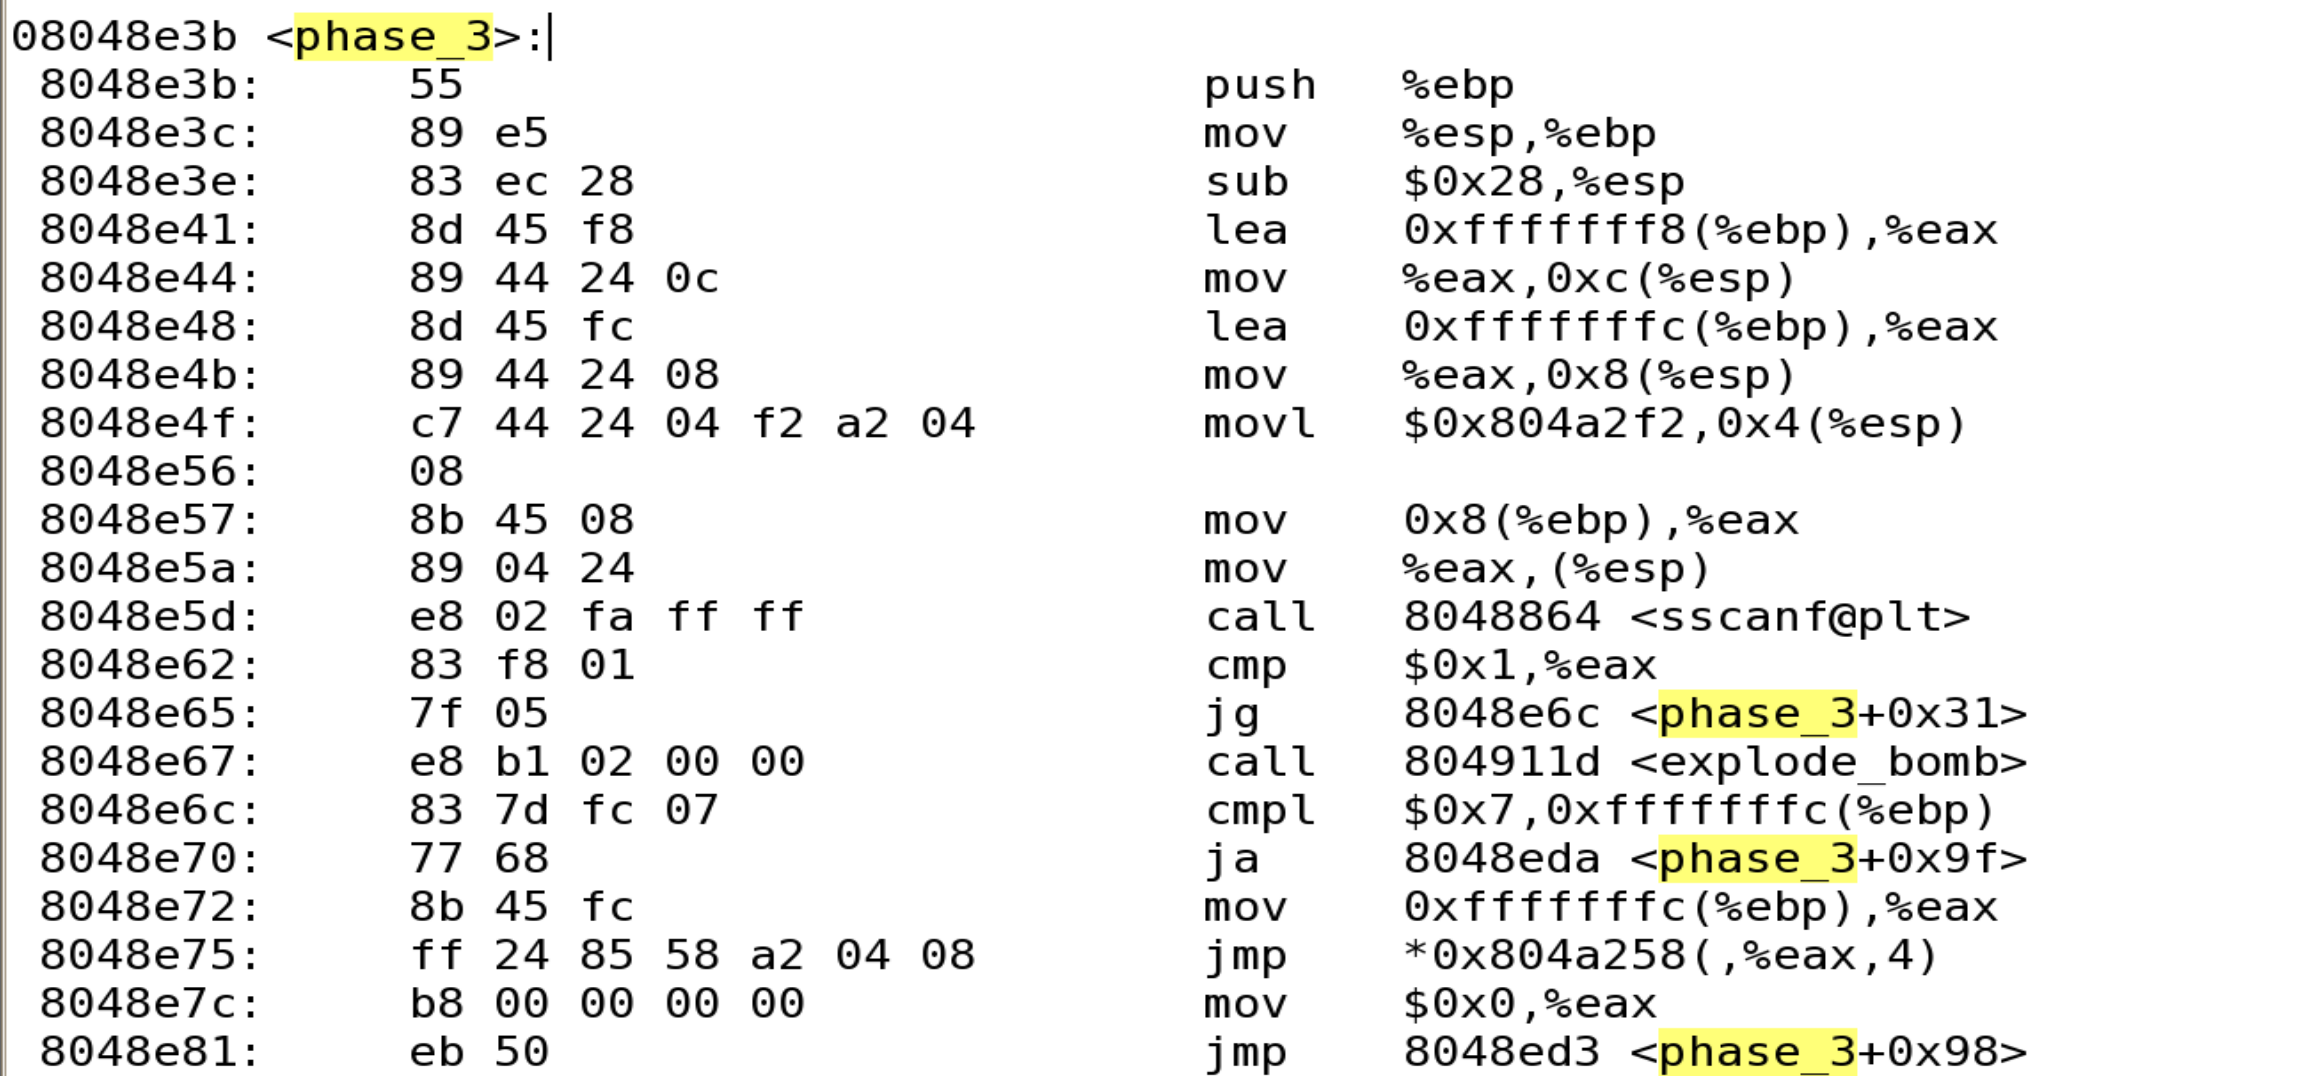 08048e3b <phase_3>:
8048e3b: 55 push %ebp
8048e3c: 89 e5 mov %esp,%ebp
8048e3e: 83 ec 28 sub $0x28,%esp
8048e41: 8d 45 f8 lea 0xfffffff8(%ebp),%eax
8048e44: 89 44 24 0c mov %eax,0xc(%esp)
8048e48: 8d 45 fc lea 0xfffffffc(%ebp),%eax
8048e4b: 89 44 24 08 mov %eax,0x8(%esp)
8048e4f: c7 44 24 04 f2 a2 04 movl $0x804a2f2,0x4(%esp)
8048e56: 08
8048e57: 8b 45 08 mov 0x8(%ebp),%eax
8048e5a: 89 04 24 mov %eax,(%esp)
8048e5d: e8 02 fa ff ff call 8048864 <sscanf@plt>
8048e62: 83 f8 01 cmp $0x1,%eax
8048e65: 7f 05 jg 8048e6c <phase_3+0x31>
8048e67: e8 b1 02 00 00 call 804911d <explode_bomb>
8048e6c: 83 7d fc 07 cmpl $0x7,0xfffffffc(%ebp)
8048e70: 77 68 ja 8048eda <phase_3+0x9f>
8048e72: 8b 45 fc mov 0xfffffffc(%ebp),%eax
8048e75: ff 24 85 58 a2 04 08 jmp *0x804a258(,%eax,4)
8048e7c: b8 00 00 00 00 mov $0x0,%eax
8048e81: eb 50 jmp 8048ed3 <phase_3+0x98>